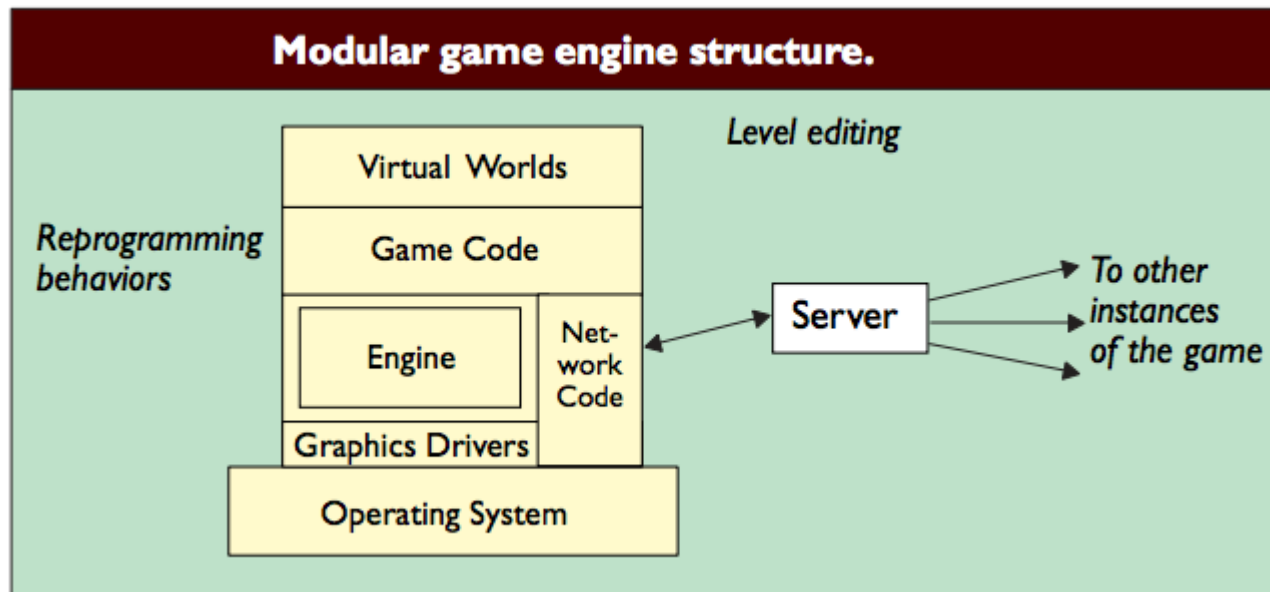 Modular game engine structure.
Level editing
Virtual Worlds
Reprogramming
behaviors
Game Code
Engine
Net-
work
Code
Graphics Drivers
Operating System
Server
To other
instances
of the game